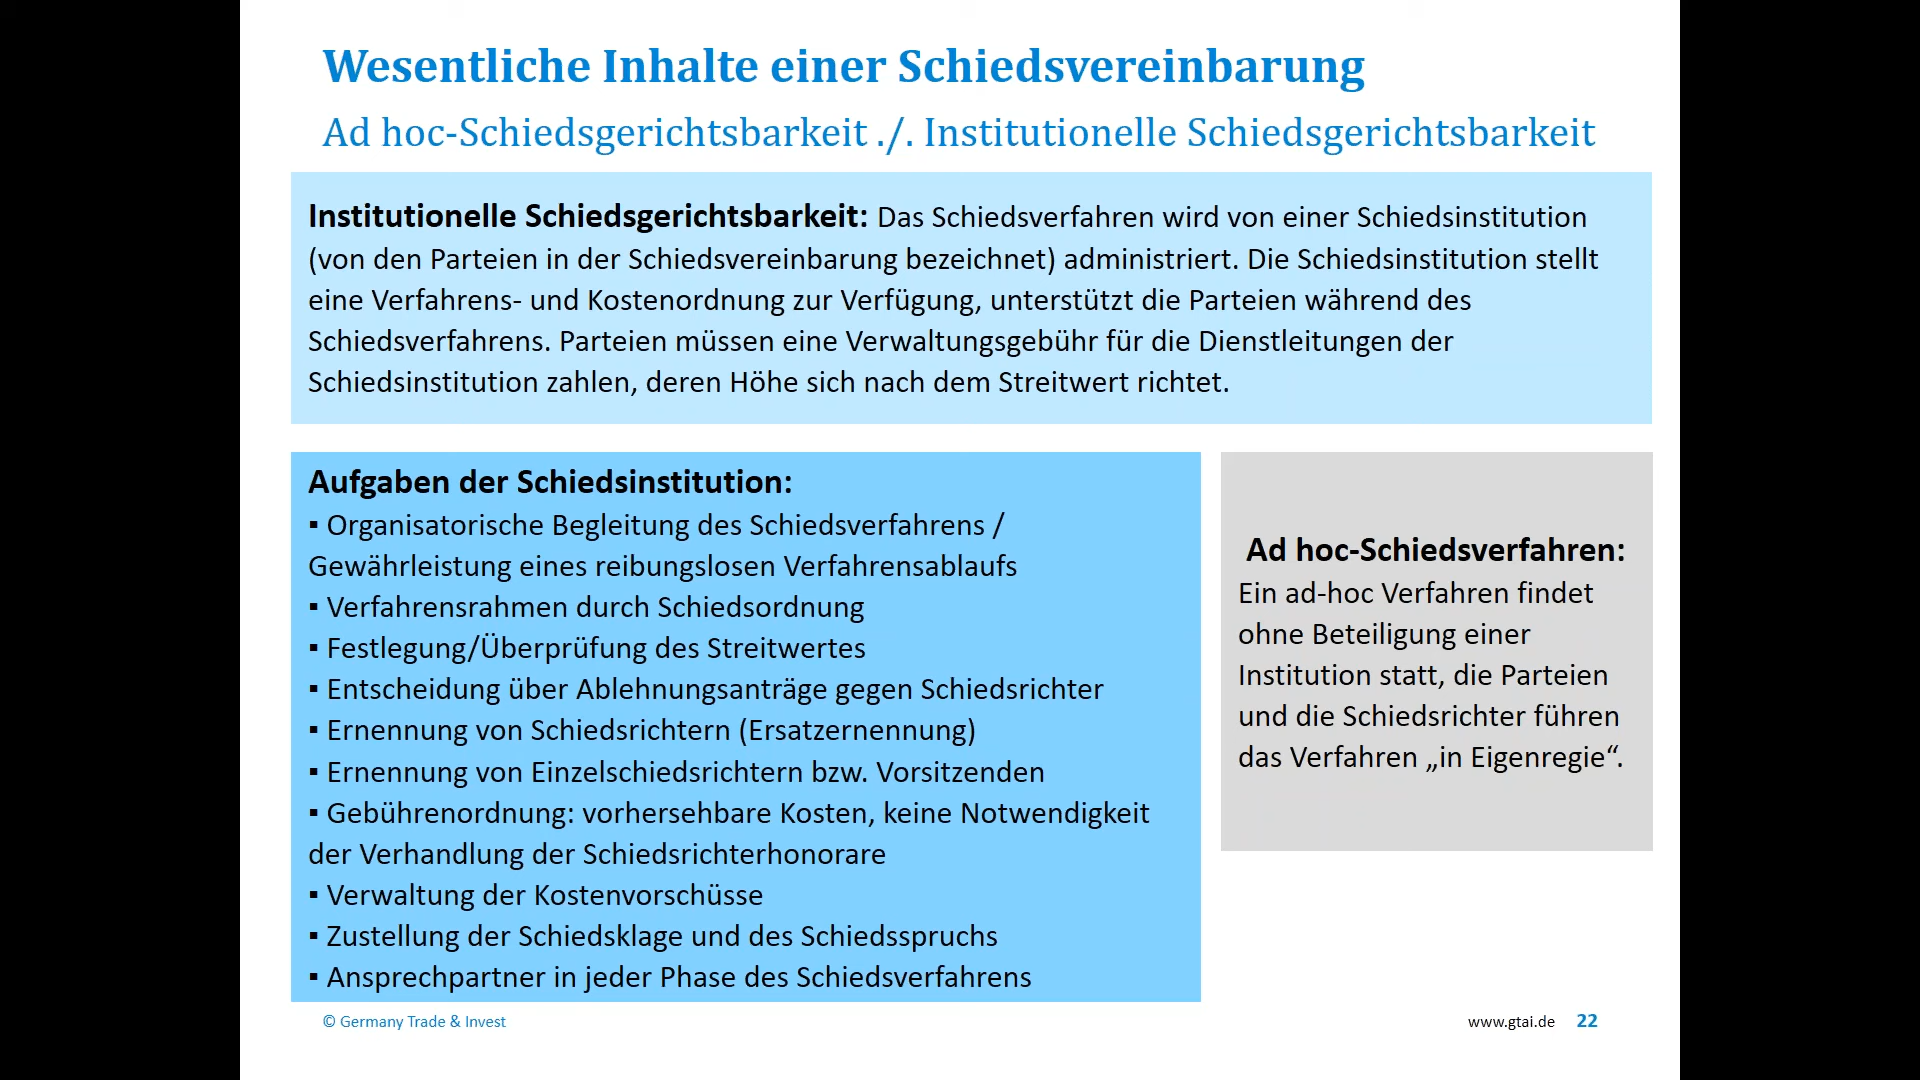 Wesentliche Inhalte einer Schiedsvereinbarung
Ad hoc-Schiedsgerichtsbarkeit ./. Institutionelle Schiedsgerichtsbarkeit
Institutionelle Schiedsgerichtsbarkeit: Das Schiedsverfahren wird von einer Schiedsinstitution
(von den Parteien in der Schiedsvereinbarung bezeichnet) administriert. Die Schiedsinstitution stellt
eine Verfahrens- und Kostenordnung zur Verfügung, unterstützt die Parteien während des
Schiedsverfahrens. Parteien müssen eine Verwaltungsgebühr für die Dienstleitungen der
Schiedsinstitution zahlen, deren Höhe sich nach dem Streitwert richtet.
Aufgaben der Schiedsinstitution:
▪ Organisatorische Begleitung des Schiedsverfahrens /
Gewährleistung eines reibungslosen Verfahrensablaufs
▪ Verfahrensrahmen durch Schiedsordnung
▪ Festlegung/Überprüfung des Streitwertes
▪ Entscheidung über Ablehnungsanträge gegen Schiedsrichter
▪ Ernennung von Schiedsrichtern (Ersatzernennung)
▪ Ernennung von Einzelschiedsrichtern bzw. Vorsitzenden
▪ Gebührenordnung: vorhersehbare Kosten, keine Notwendigkeit
der Verhandlung der Schiedsrichterhonorare
▪ Verwaltung der Kostenvorschüsse
▪ Zustellung der Schiedsklage und des Schiedsspruchs
▪ Ansprechpartner in jeder Phase des Schiedsverfahrens
Ad hoc-Schiedsverfahren:
Ein ad-hoc Verfahren findet
ohne Beteiligung einer
Institution statt, die Parteien
und die Schiedsrichter führen
das Verfahren „in Eigenregie“.
© Germany Trade & Invest
www.gtai.de 22